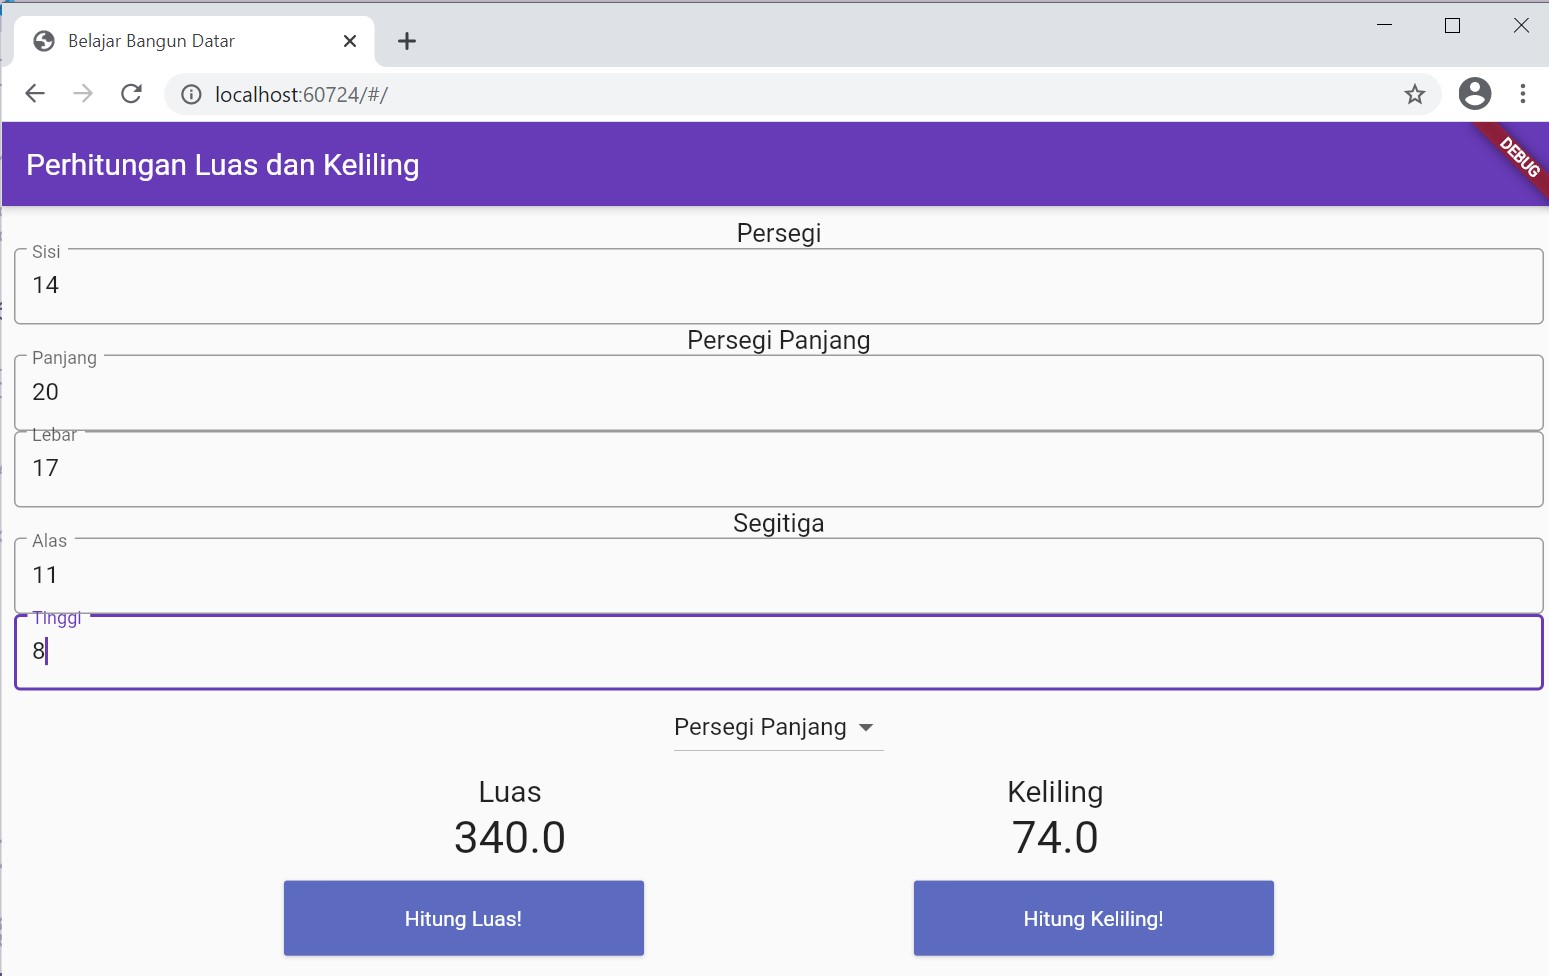 Belajar Bangun Datar
localhost:60724/#/
Perhitungan Luas dan Keliling
DEBUG
Persegi
Sisi
14
Persegi Panjang
Panjang
20
Lebar
17
Segitiga
Alas
11
Tinggi
8
Persegi Panjang
Luas
Keliling
340.0
74.0
Hitung Luas!
Hitung Keliling!